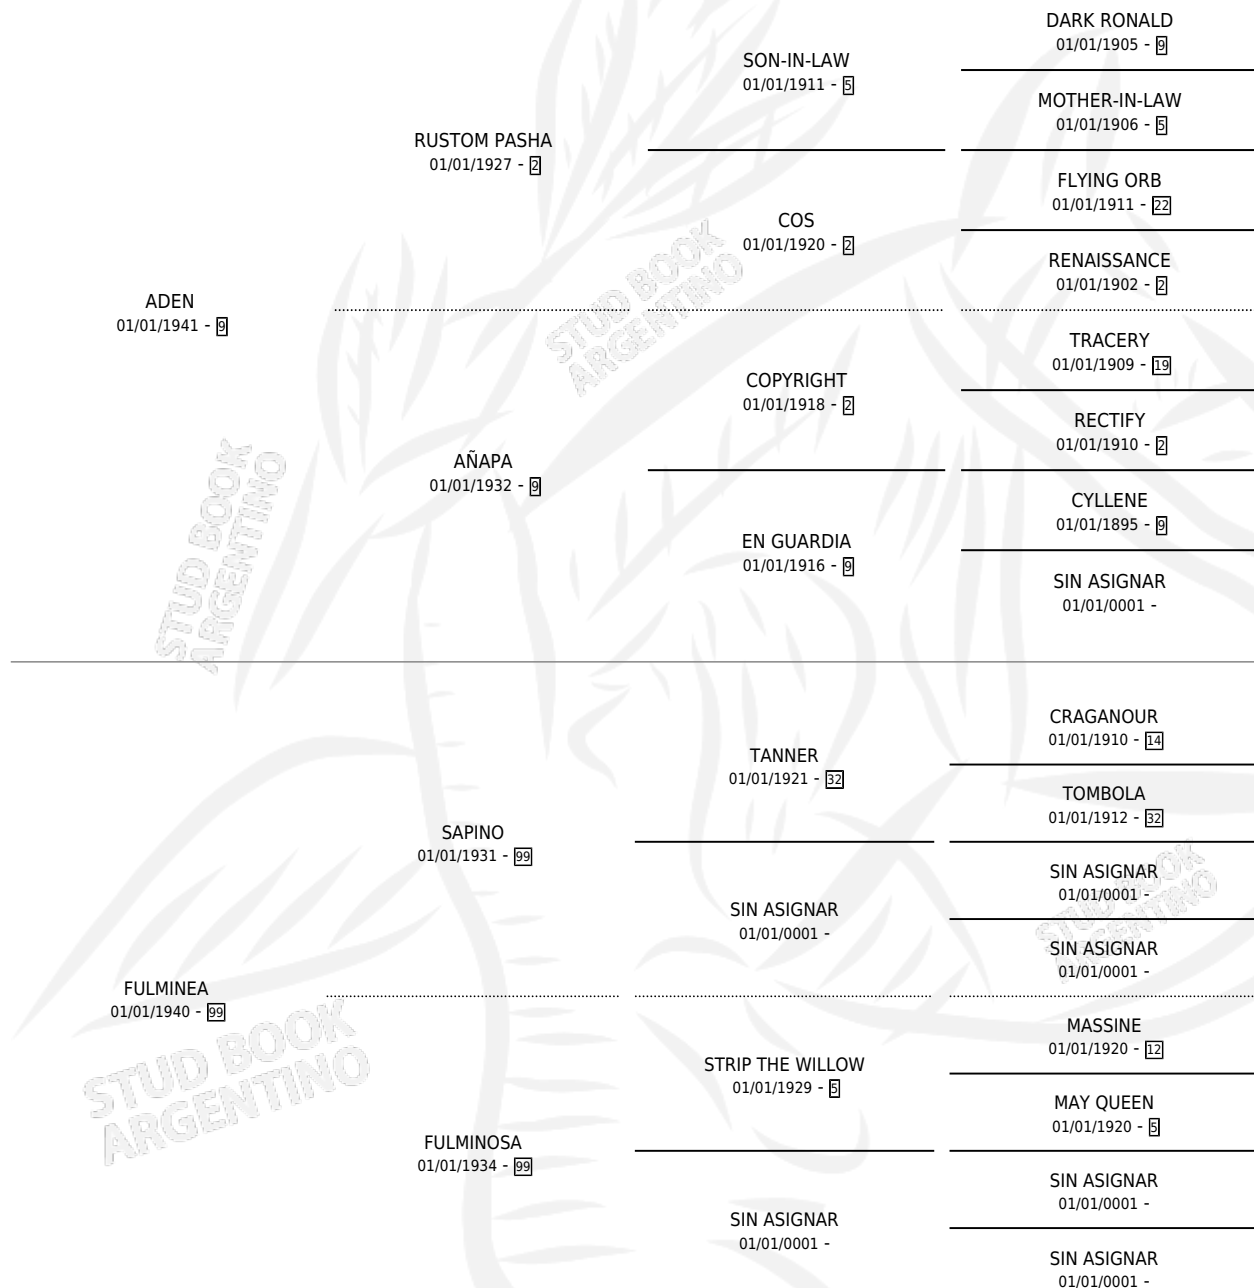 DARK RONALD
01/01/1905 - 9
SON-IN-LAW
01/01/1911 - 5
MOTHER-IN-LAW
01/01/1906 - 5
RUSTOM PASHA
01/01/1927 - 2
FLYING ORB
01/01/1911 - 22
COS
01/01/1920 - 2
RENAISSANCE
01/01/1902 - 2
ADEN
01/01/1941 - 9
TRACERY
01/01/1909 - 19
COPYRIGHT
01/01/1918 - 2
RECTIFY
01/01/1910 - 2
AÑAPA
01/01/1932 - 9
CYLLENE
01/01/1895 - 9
EN GUARDIA
01/01/1916 - 9
SIN ASIGNAR
01/01/0001 -
CRAGANOUR
01/01/1910 - 14
TANNER
01/01/1921 - 32
TOMBOLA
01/01/1912 - 32
SAPINO
01/01/1931 - 99
SIN ASIGNAR
01/01/0001 -
SIN ASIGNAR
01/01/0001 -
SIN ASIGNAR
01/01/0001 -
FULMINEA
01/01/1940 - 99
MASSINE
01/01/1920 - 12
STRIP THE WILLOW
01/01/1929 - 5
MAY QUEEN
01/01/1920 - 5
FULMINOSA
01/01/1934 - 99
SIN ASIGNAR
01/01/0001 -
SIN ASIGNAR
01/01/0001 -
SIN ASIGNAR
01/01/0001 -
STUD BOOK
ARGENTINO
STUD BOOK
ARGENTINO
STUD BOOK
ARGENTINO
STUD BOOK
ARGENTINO